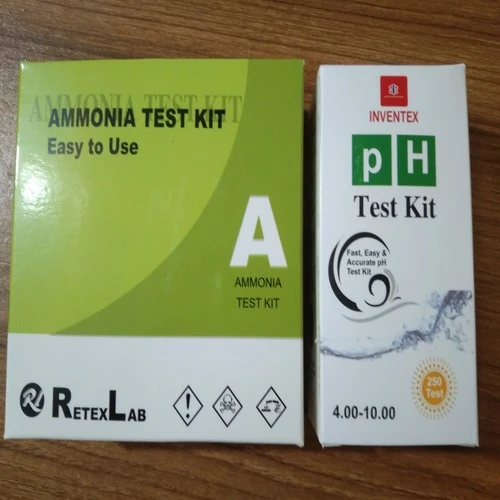 AMMONIA TEST KIT
AMMONIA TEST KIT
Easy to Use
A
AMMONIA
TEST KIT
RETEXLAB
INVENTEX
pH
Test Kit
Fast, Easy &
Accurate pH
Test Kit
250
Test
4.00-10.00